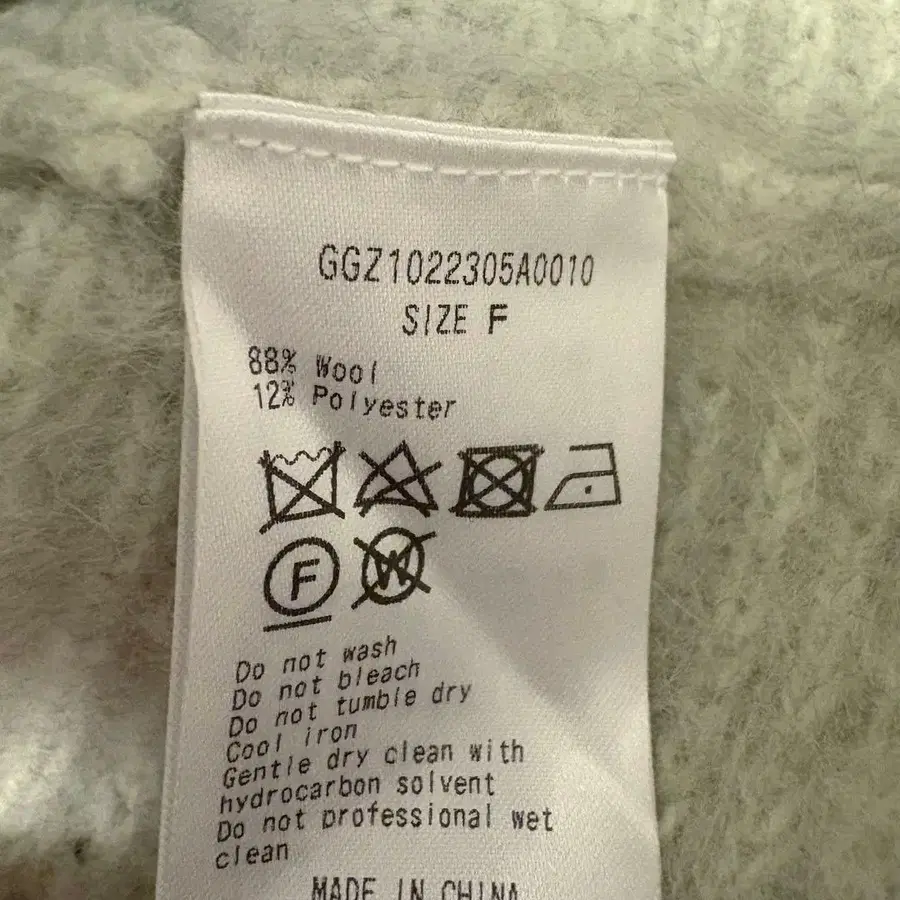 GGZ1022305A0010
SIZE F
88% Wool
12% Polyester
F W
Do not wash
Do not bleach
Do not tumble dry
Cool iron
Gentle dry clean with
hydrocarbon solvent
Do not professional wet
clean
MADE IN CHINA